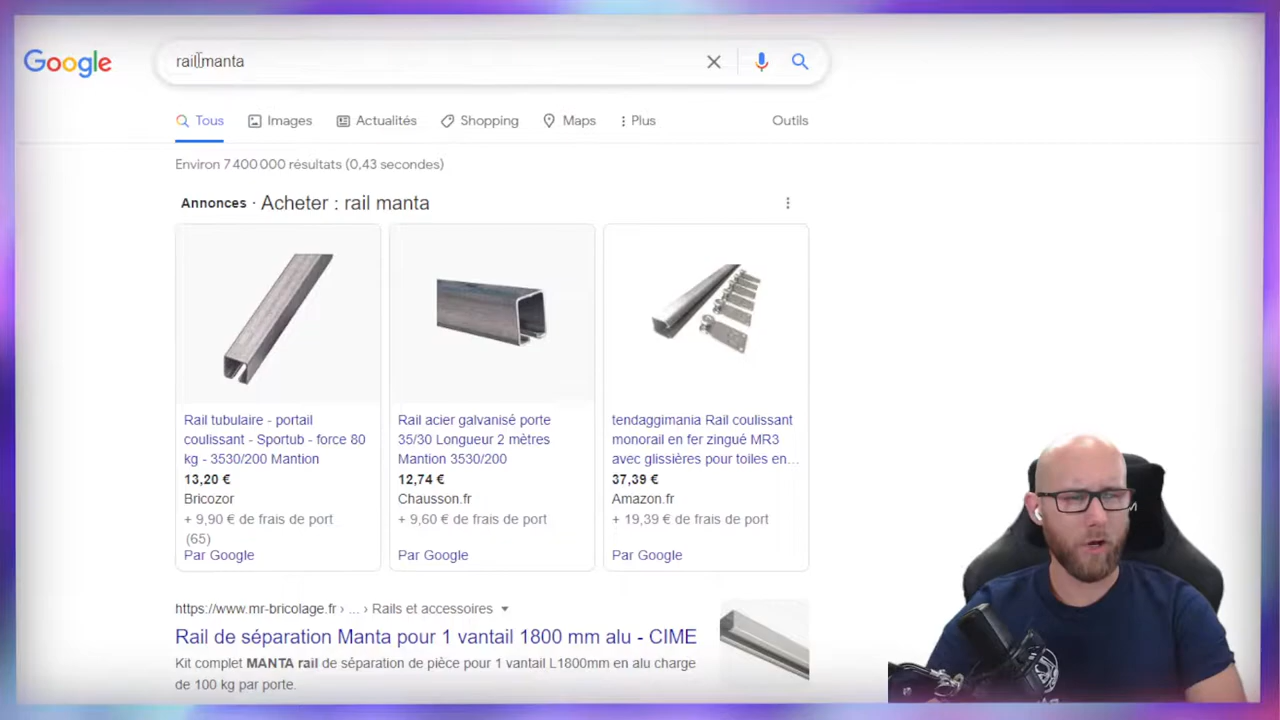 Google
rail manta
Tous
Images
Actualités
Shopping
Maps
Plus
Outils
Environ 7 400 000 résultats (0,43 secondes)
Annonces · Acheter : rail manta
Rail tubulaire - portail
coulissant - Sportub - force 80
kg - 3530/200 Mantion
13,20 €
Bricozor
+ 9,90 € de frais de port
(65)
Par Google
Rail acier galvanisé porte
35/30 Longueur 2 mètres
Mantion 3530/200
12,74 €
Chausson.fr
+ 9,60 € de frais de port
Par Google
tendaggimania Rail coulissant
monorail en fer zingué MR3
avec glissières pour toiles en…
37,39 €
Amazon.fr
+ 19,39 € de frais de port
Par Google
https://www.mr-bricolage.fr › ... › Rails et accessoires
Rail de séparation Manta pour 1 vantail 1800 mm alu - CIME
Kit complet MANTA rail de séparation de pièce pour 1 vantail L1800mm en alu charge
de 100 kg par porte.